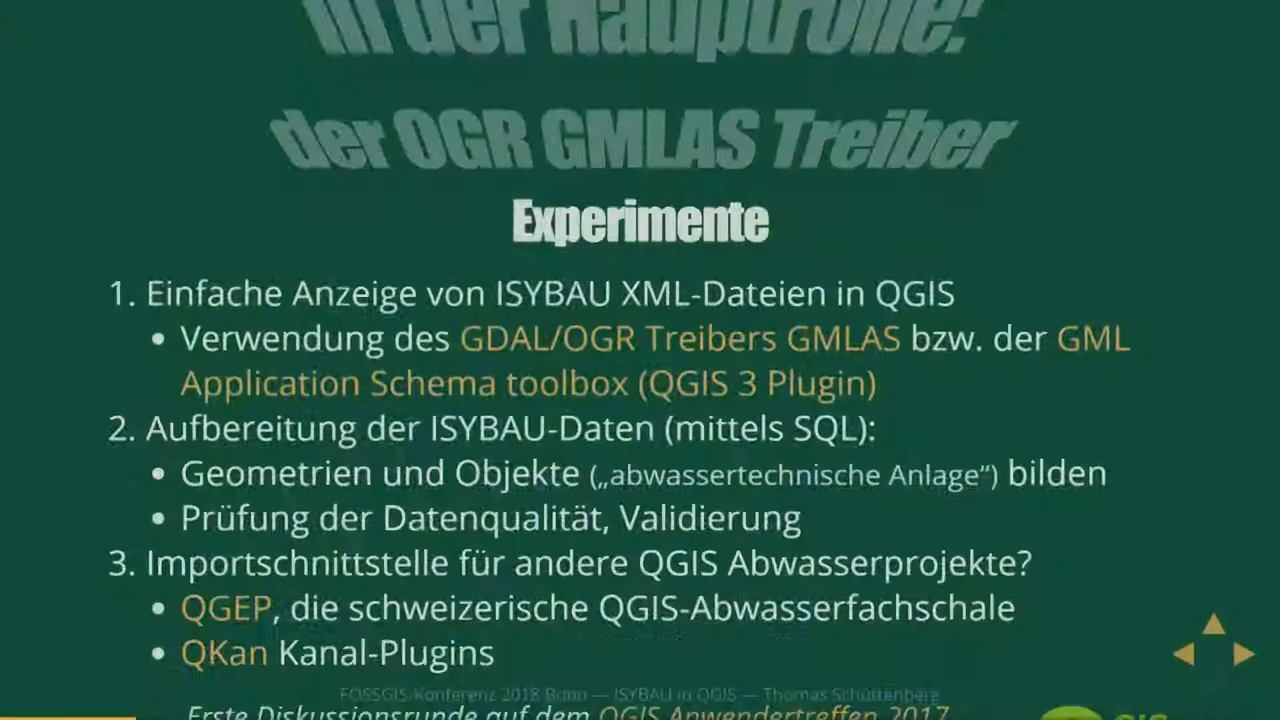 In der Hauptrolle:
der OGR GMLAS Treiber
Experimente
1. Einfache Anzeige von ISYBAU XML-Dateien in QGIS
• Verwendung des GDAL/OGR Treibers GMLAS bzw. der GML
Application Schema toolbox (QGIS 3 Plugin)
2. Aufbereitung der ISYBAU-Daten (mittels SQL):
• Geometrien und Objekte („abwassertechnische Anlage“) bilden
• Prüfung der Datenqualität, Validierung
3. Importschnittstelle für andere QGIS Abwasserprojekte?
• QGEP, die schweizerische QGIS-Abwasserfachschale
• QKan Kanal-Plugins
FOSSGIS-Konferenz 2018 Bonn — ISYBAU in QGIS — Thomas Schüttenberg
Erste Diskussionsrunde auf dem QGIS Anwendertreffen 2017
QGIS